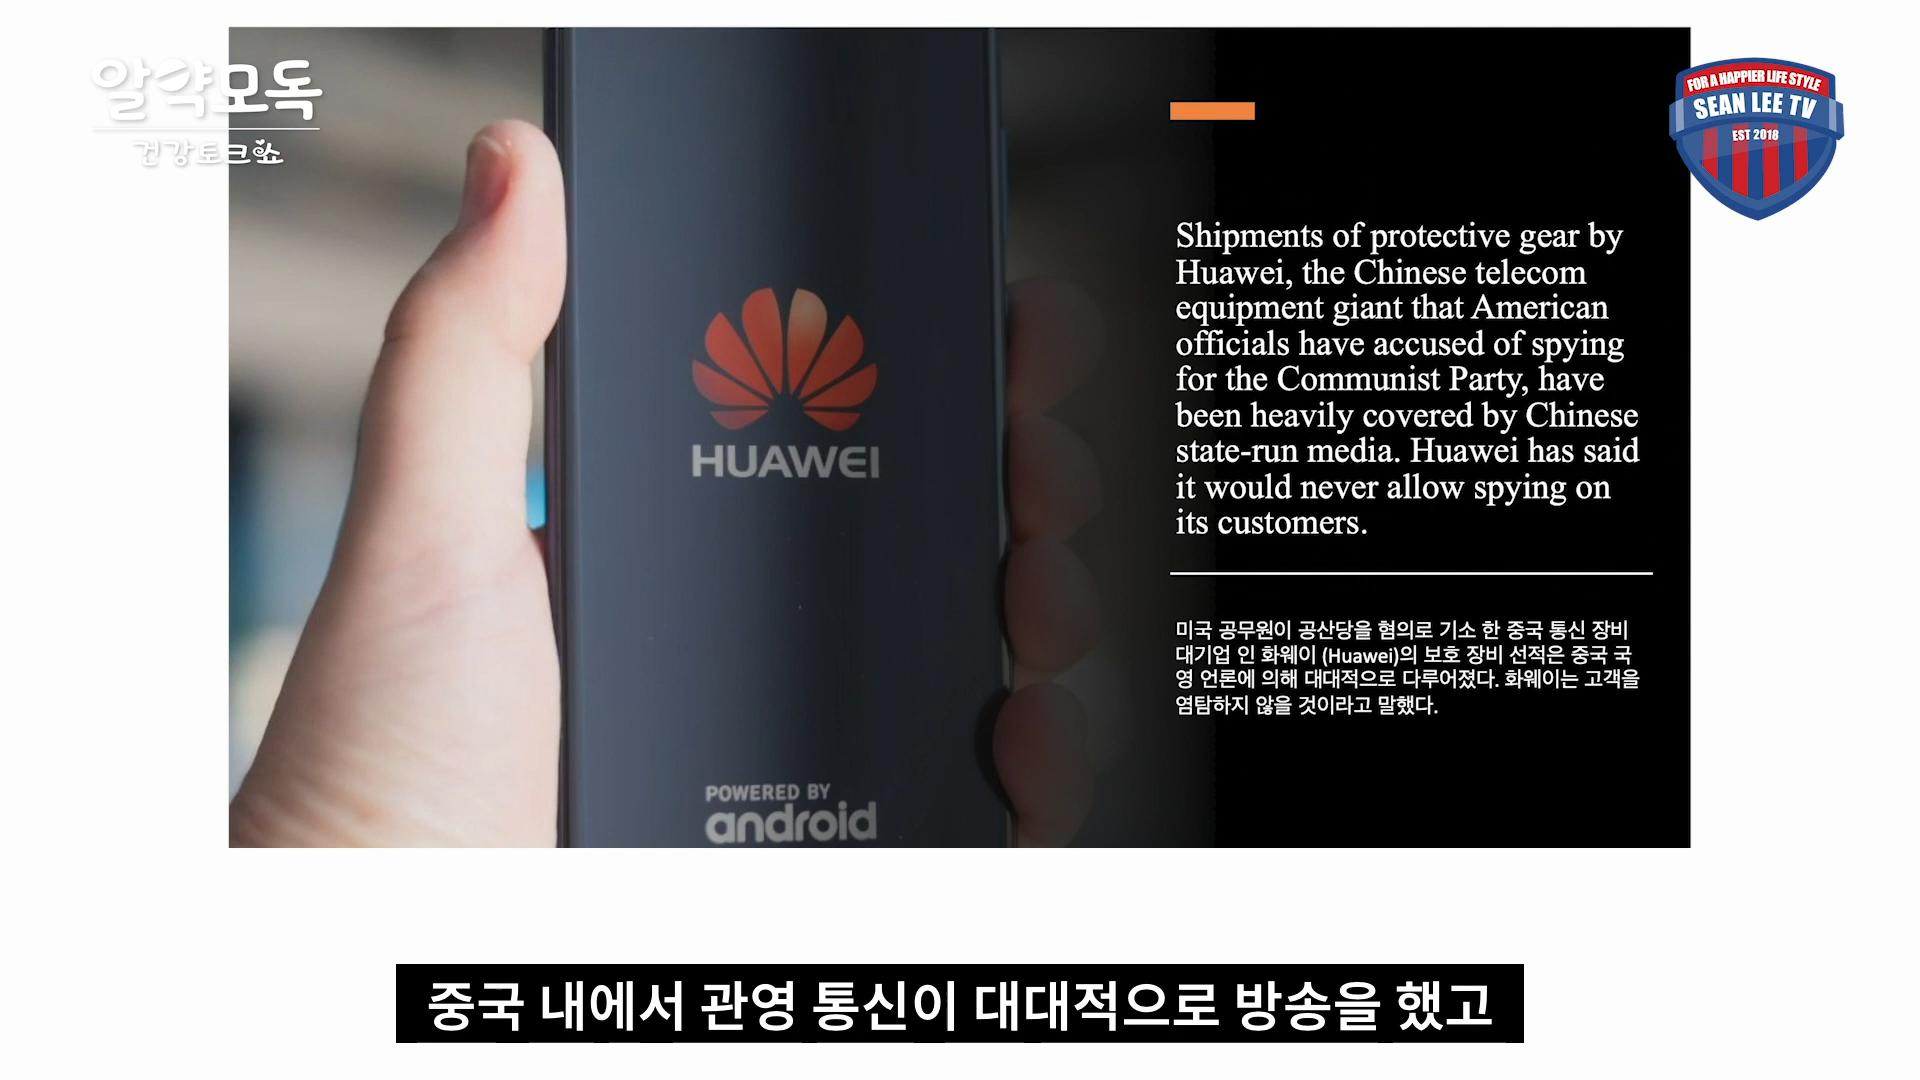 알약모독
건강토크쇼
FOR A HAPPIER LIFE STYLE
SEAN LEE TV
EST 2018
HUAWEI
POWERED BY
android
Shipments of protective gear by
Huawei, the Chinese telecom
equipment giant that American
officials have accused of spying
for the Communist Party, have
been heavily covered by Chinese
state-run media. Huawei has said
it would never allow spying on
its customers.
미국 공무원이 공산당을 혐의로 기소 한 중국 통신 장비
대기업 인 화웨이 (Huawei)의 보호 장비 선적은 중국 국
영 언론에 의해 대대적으로 다루어졌다. 화웨이는 고객을
염탐하지 않을 것이라고 말했다.
중국 내에서 관영 통신이 대대적으로 방송을 했고